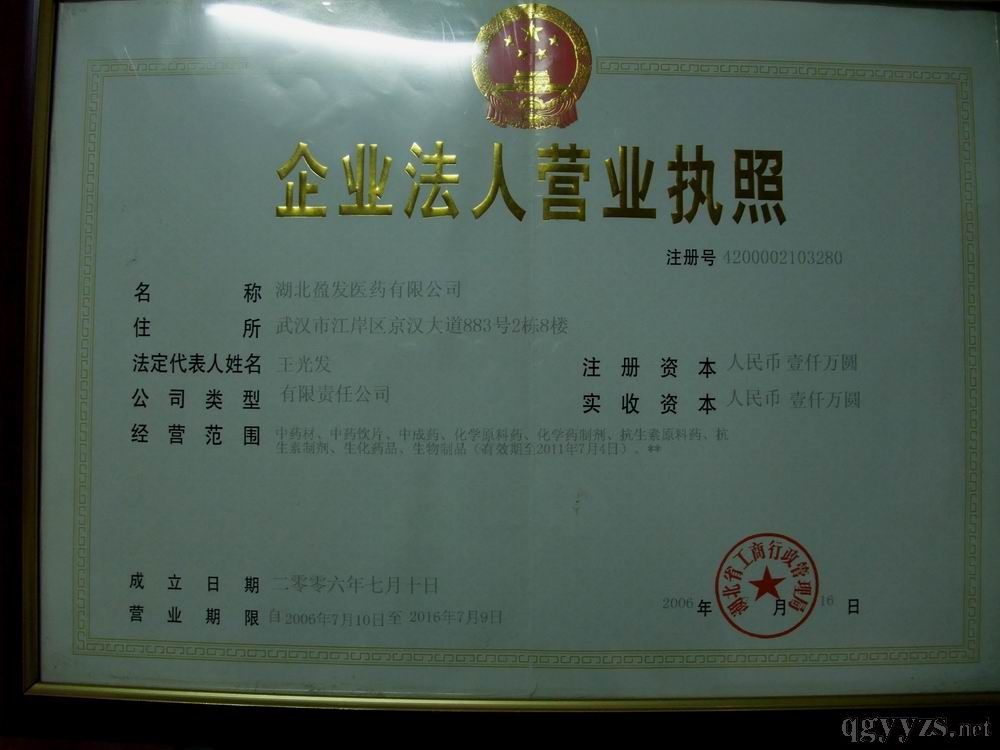 企业法人营业执照
注册号 4200002103280
名 称 湖北盈发医药有限公司
住 所 武汉市江岸区京汉大道883号2栋8楼
法定代表人姓名 王光发
注册资本 人民币 壹仟万圆
公司类型 有限责任公司
实收资本 人民币 壹仟万圆
经营范围 中药材、中药饮片、中成药、化学原料药、化学药制剂、抗生素原料药、抗
生素制剂、生化药品、生物制品（有效期至2011年7月4日）。**
成立日期 二零零六年七月十日
营业期限 自2006年7月10日至2016年7月9日
湖北省工商行政管理局
2006 年 月 16 日
qgyyzs.net